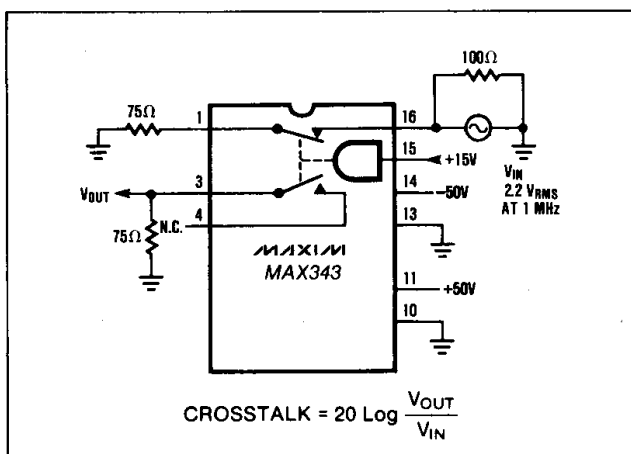 100Ω
75Ω
1
16
15
+15V
VIN
2.2 VRMS
AT 1 MHz
14
-50V
VOUT
3
4
N.C.
75Ω
13
MAXIM
MAX343
11
+50V
10
CROSSTALK = 20 Log VOUT
VIN